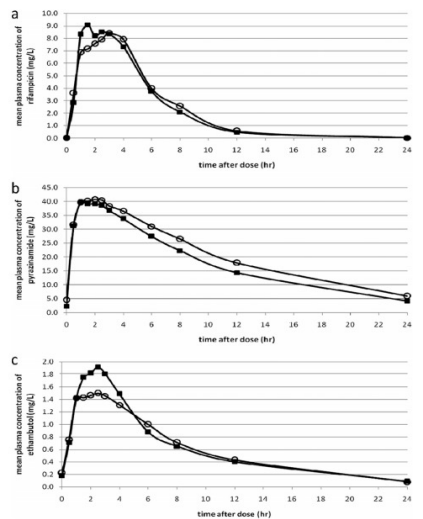 a
mean plasma concentration of
rifampicin (mg/L)
10.0
9.0
8.0
7.0
6.0
5.0
4.0
3.0
2.0
1.0
0.0
0 2 4 6 8 10 12 14 16 18 20 22 24
time after dose (hr)
b
mean plasma concentration of
pyrazinamide (mg/L)
45.0
40.0
35.0
30.0
25.0
20.0
15.0
10.0
5.0
0.0
0 2 4 6 8 10 12 14 16 18 20 22 24
time after dose (hr)
c
mean plasma concentration of
ethambutol(mg/L)
2.0
1.8
1.6
1.4
1.2
1.0
0.8
0.6
0.4
0.2
0.0
0 2 4 6 8 10 12 14 16 18 20 22 24
time after dose (hr)